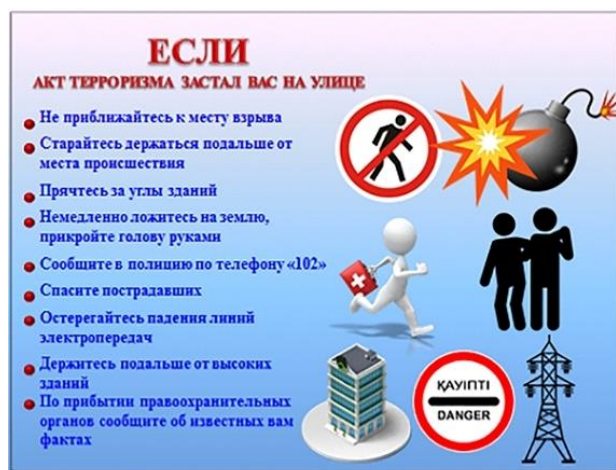 ЕСЛИ
АКТ ТЕРРОРИЗМА ЗАСТАЛ ВАС НА УЛИЦЕ
Не приближайтесь к месту взрыва
Старайтесь держаться подальше от
места происшествия
Прячтесь за углы зданий
Немедленно ложитесь на землю,
прикройте голову руками
Сообщите в полицию по телефону «102»
Спасите пострадавших
Остерегайтесь падения линий
электропередач
Держитесь подальше от высоких
зданий
По прибытии правоохранительных
органов сообщите об известных вам
фактах
ҚАУІПТІ
DANGER